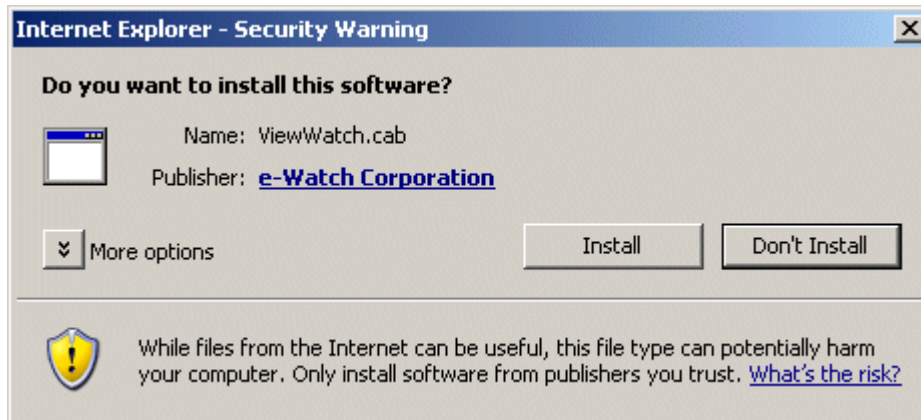 Internet Explorer - Security Warning
Do you want to install this software?
Name: ViewWatch.cab
Publisher: e-Watch Corporation
More options
Install
Don't Install
While files from the Internet can be useful, this file type can potentially harm
your computer. Only install software from publishers you trust. What's the risk?